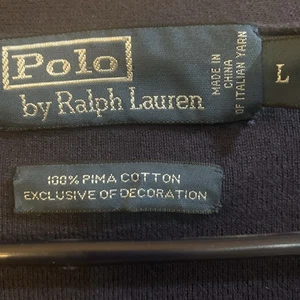 Polo
by Ralph Lauren
MADE IN
CHINA
OF ITALIAN YARN
L
100% PIMA COTTON
EXCLUSIVE OF DECORATION